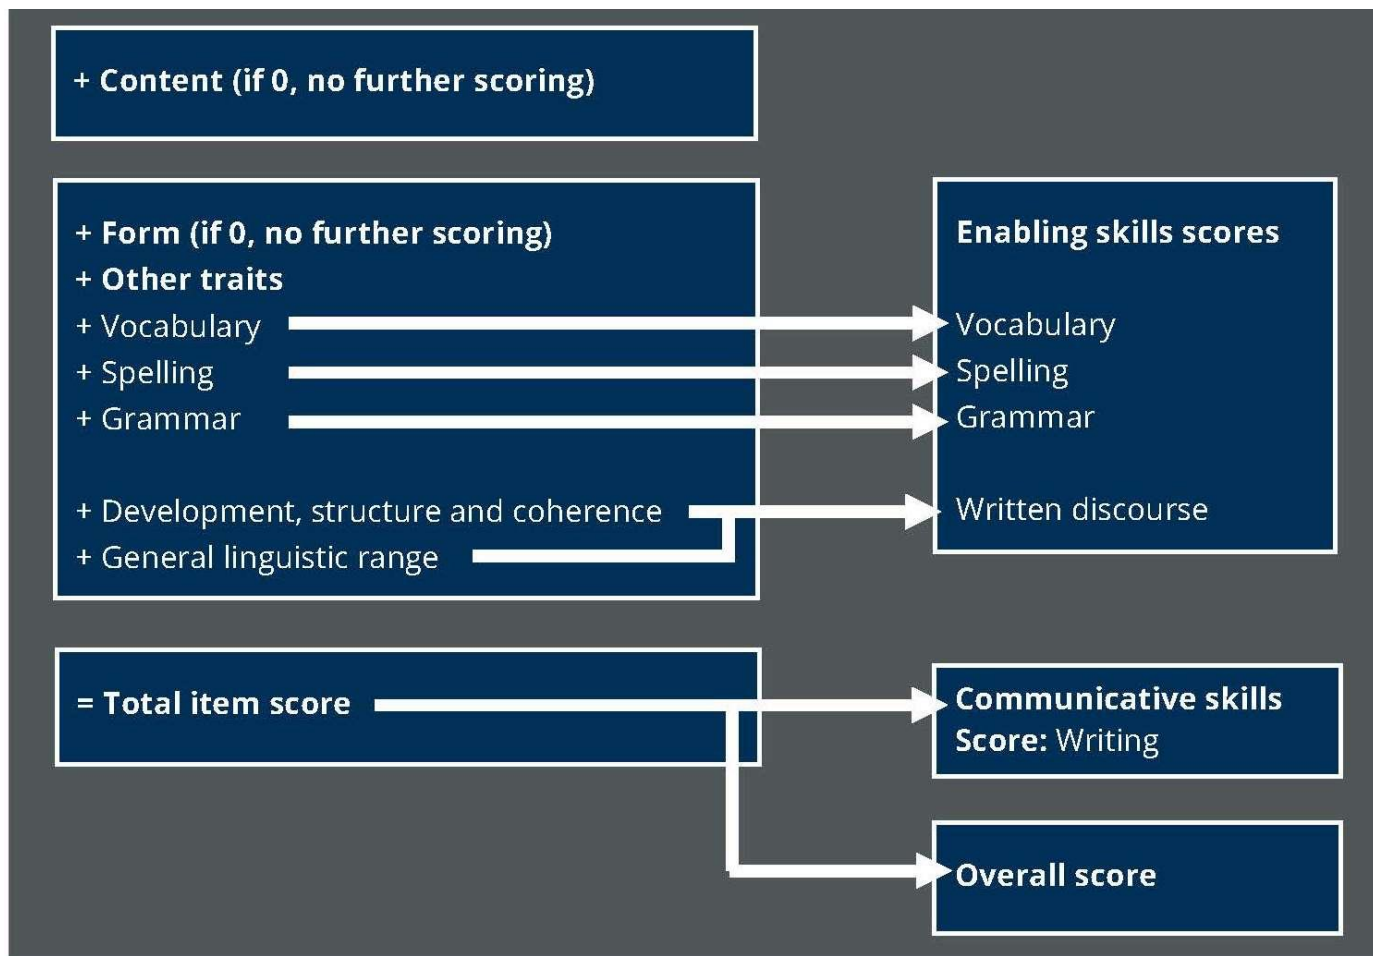 + Content (if 0, no further scoring)
+ Form (if 0, no further scoring)
+ Other traits
+ Vocabulary
+ Spelling
+ Grammar
+ Development, structure and coherence
+ General linguistic range
Enabling skills scores
Vocabulary
Spelling
Grammar
Written discourse
= Total item score
Communicative skills
Score: Writing
Overall score